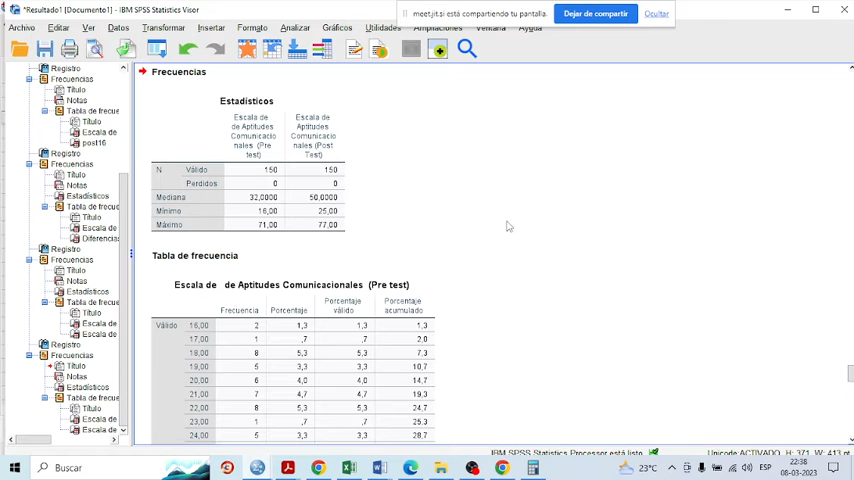 *Resultado1 [Documento1] - IBM SPSS Statistics Visor
meet.jit.si está compartiendo tu pantalla.
Dejar de compartir
Ocultar
Archivo Editar Ver Datos Transformar Insertar Formato Analizar Gráficos Utilidades Ampliaciones Ventana Ayuda
Registro
Frecuencias
Título
Notas
Tabla de frecue
Título
Escala de
post16
Registro
Frecuencias
Título
Notas
Estadísticos
Tabla de frecue
Título
Escala de
Diferencias
Registro
Frecuencias
Título
Notas
Estadísticos
Tabla de frecue
Título
Escala de
Escala de
Registro
Frecuencias
Título
Notas
Estadísticos
Tabla de frecue
Título
Escala de
Escala de
Frecuencias
Estadísticos
Escala de de Aptitudes Comunicacio nales (Pre test)
Escala de Aptitudes Comunicacio nales (Post Test)
N Válido 150 150
Perdidos 0 0
Mediana 32,0000 50,0000
Mínimo 16,00 25,00
Máximo 71,00 77,00
Tabla de frecuencia
Escala de de Aptitudes Comunicacionales (Pre test)
Frecuencia Porcentaje Porcentaje válido Porcentaje acumulado
Válido 16,00 2 1,3 1,3 1,3
17,00 1 ,7 ,7 2,0
18,00 8 5,3 5,3 7,3
19,00 5 3,3 3,3 10,7
20,00 6 4,0 4,0 14,7
21,00 7 4,7 4,7 19,3
22,00 8 5,3 5,3 24,7
23,00 1 ,7 ,7 25,3
24,00 5 3,3 3,3 28,7
IBM SPSS Statistics Processor está listo
Unicode:ACTIVADO H: 371, W: 413 pt
Buscar
23°C
ESP
22:38
08-03-2023